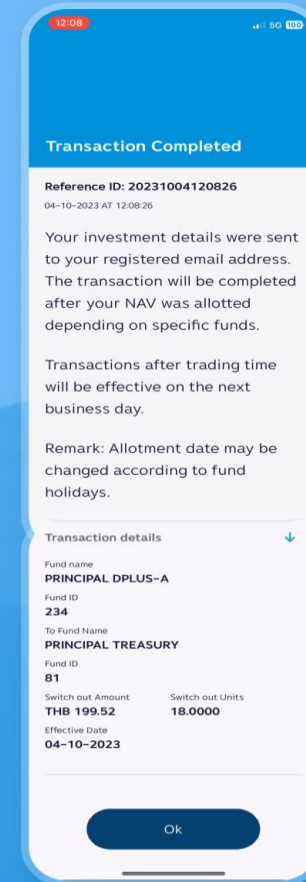 12:08
5G 100
Transaction Completed
Reference ID: 20231004120826
04-10-2023 AT 12:08:26
Your investment details were sent
to your registered email address.
The transaction will be completed
after your NAV was allotted
depending on specific funds.
Transactions after trading time
will be effective on the next
business day.
Remark: Allotment date may be
changed according to fund
holidays.
Transaction details
Fund name
PRINCIPAL DPLUS-A
Fund ID
234
To Fund Name
PRINCIPAL TREASURY
Fund ID
81
Switch out Amount Switch out Units
THB 199.52 18.0000
Effective Date
04-10-2023
Ok